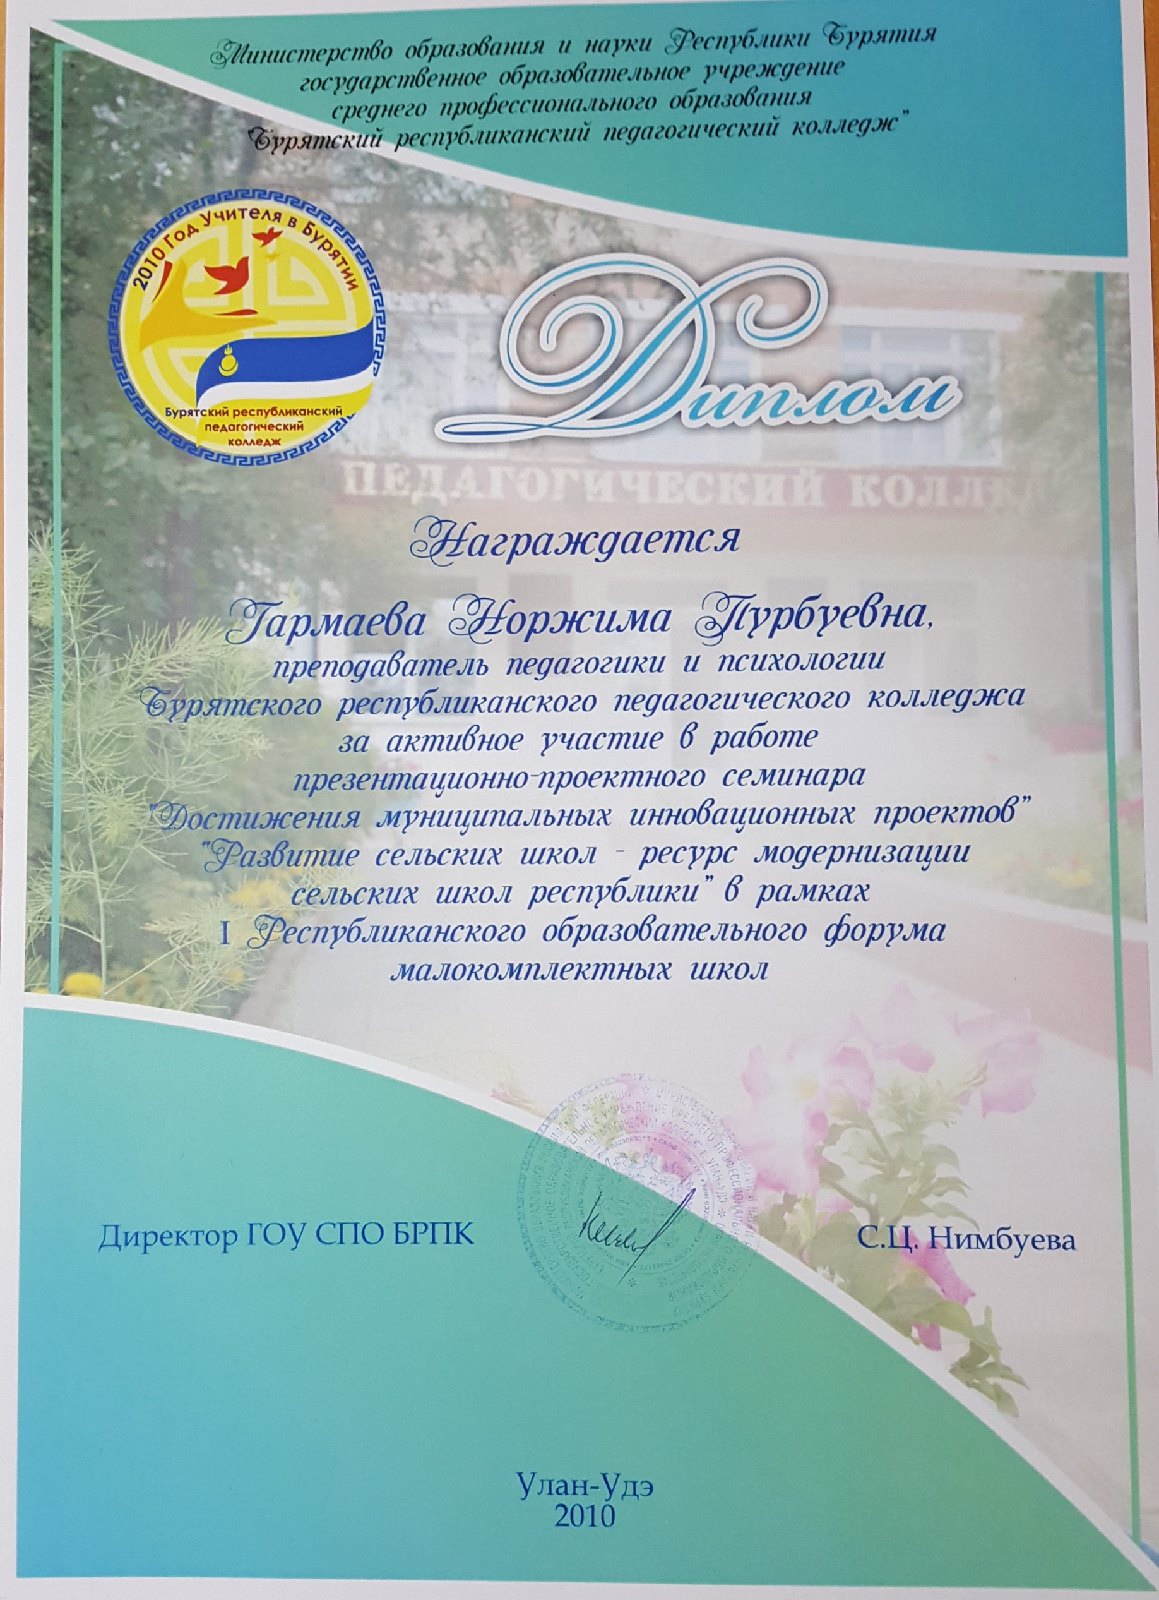 Министерство образования и науки Республики Бурятия
государственное образовательное учреждение
среднего профессионального образования
"Бурятский республиканский педагогический колледж"
2010 Год Учителя в Бурятии
Бурятский республиканский
педагогический
колледж
Диплом
ПЕДАГОГИЧЕСКИЙ КОЛЛЕ
Награждается
Гармаева Норжима Пурбуевна,
преподаватель педагогики и психологии
Бурятского республиканского педагогического колледжа
за активное участие в работе
презентационно-проектного семинара
"Достижения муниципальных инновационных проектов"
"Развитие сельских школ - ресурс модернизации
сельских школ республики" в рамках
I Республиканского образовательного форума
малокомплектных школ
Директор ГОУ СПО БРПК
С.Ц. Нимбуева
Улан-Удэ
2010